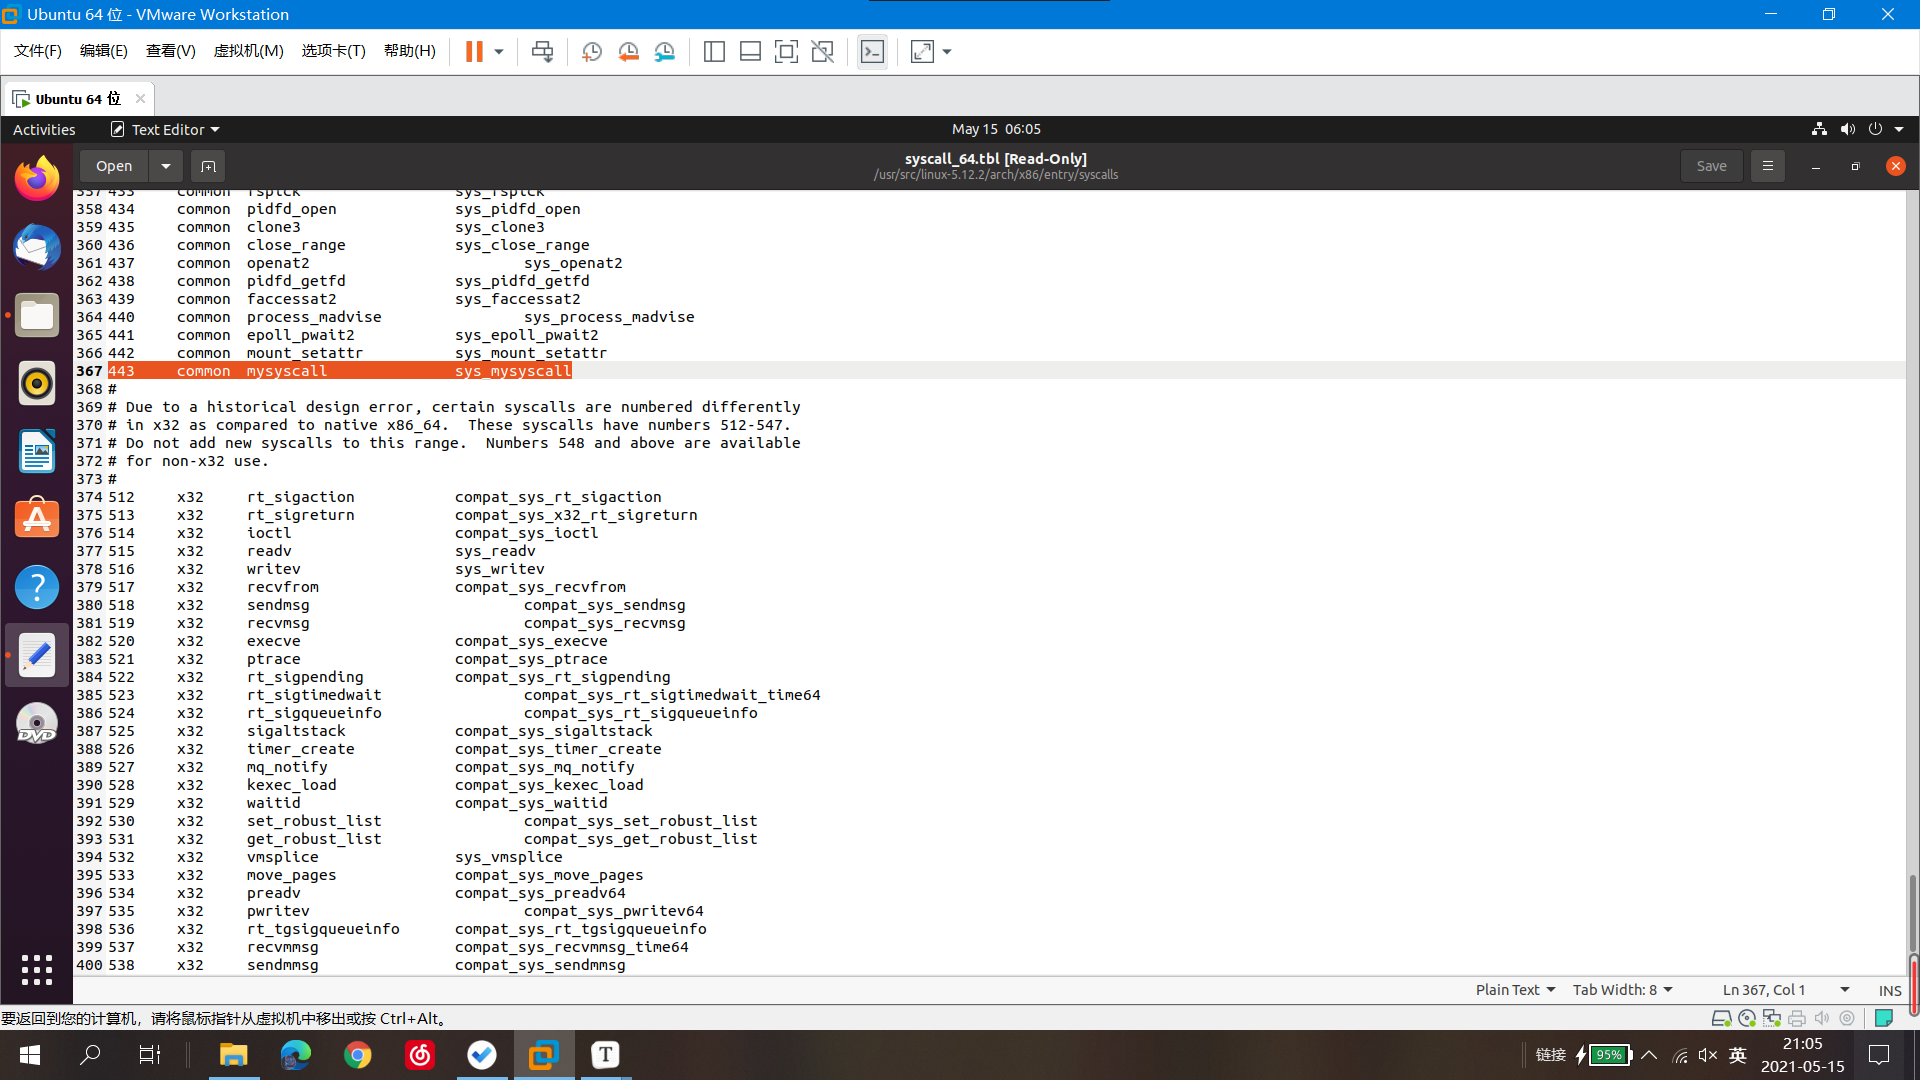 Ubuntu 64 位 - VMware Workstation
文件(F) 编辑(E) 查看(V) 虚拟机(M) 选项卡(T) 帮助(H)
Ubuntu 64 位
Activities Text Editor May 15 06:05
Open syscall_64.tbl [Read-Only] Save
/usr/src/linux-5.12.2/arch/x86/entry/syscalls
357 433 common fspick sys_fspick
358 434 common pidfd_open sys_pidfd_open
359 435 common clone3 sys_clone3
360 436 common close_range sys_close_range
361 437 common openat2 sys_openat2
362 438 common pidfd_getfd sys_pidfd_getfd
363 439 common faccessat2 sys_faccessat2
364 440 common process_madvise sys_process_madvise
365 441 common epoll_pwait2 sys_epoll_pwait2
366 442 common mount_setattr sys_mount_setattr
367 443 common mysyscall sys_mysyscall
368 #
369 # Due to a historical design error, certain syscalls are numbered differently
370 # in x32 as compared to native x86_64.  These syscalls have numbers 512-547.
371 # Do not add new syscalls to this range.  Numbers 548 and above are available
372 # for non-x32 use.
373 #
374 512 x32 rt_sigaction compat_sys_rt_sigaction
375 513 x32 rt_sigreturn compat_sys_x32_rt_sigreturn
376 514 x32 ioctl compat_sys_ioctl
377 515 x32 readv sys_readv
378 516 x32 writev sys_writev
379 517 x32 recvfrom compat_sys_recvfrom
380 518 x32 sendmsg compat_sys_sendmsg
381 519 x32 recvmsg compat_sys_recvmsg
382 520 x32 execve compat_sys_execve
383 521 x32 ptrace compat_sys_ptrace
384 522 x32 rt_sigpending compat_sys_rt_sigpending
385 523 x32 rt_sigtimedwait compat_sys_rt_sigtimedwait_time64
386 524 x32 rt_sigqueueinfo compat_sys_rt_sigqueueinfo
387 525 x32 sigaltstack compat_sys_sigaltstack
388 526 x32 timer_create compat_sys_timer_create
389 527 x32 mq_notify compat_sys_mq_notify
390 528 x32 kexec_load compat_sys_kexec_load
391 529 x32 waitid compat_sys_waitid
392 530 x32 set_robust_list compat_sys_set_robust_list
393 531 x32 get_robust_list compat_sys_get_robust_list
394 532 x32 vmsplice sys_vmsplice
395 533 x32 move_pages compat_sys_move_pages
396 534 x32 preadv compat_sys_preadv64
397 535 x32 pwritev compat_sys_pwritev64
398 536 x32 rt_tgsigqueueinfo compat_sys_rt_tgsigqueueinfo
399 537 x32 recvmmsg compat_sys_recvmmsg_time64
400 538 x32 sendmmsg compat_sys_sendmmsg
DVD
Plain Text Tab Width: 8 Ln 367, Col 1 INS
要返回到您的计算机，请将鼠标指针从虚拟机中移出或按 Ctrl+Alt。
T 链接 95% 英 21:05
2021-05-15